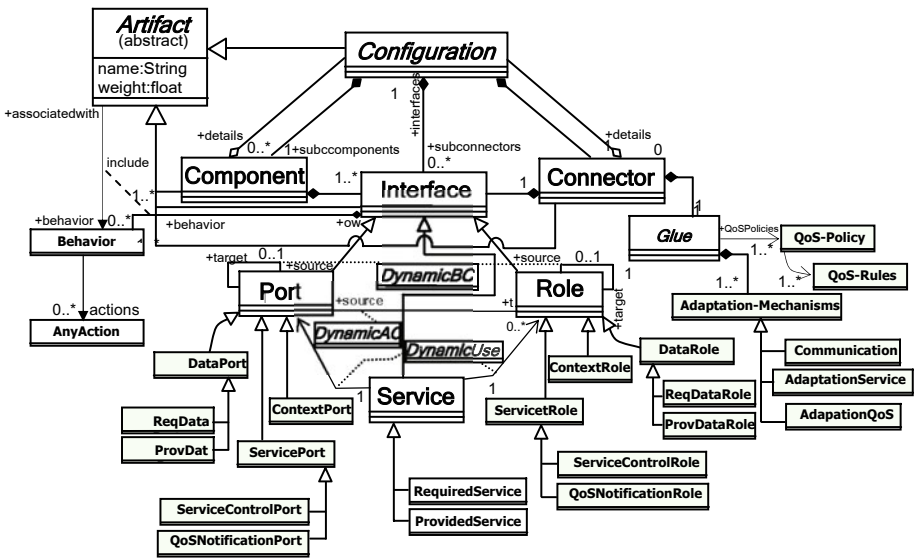 Artifact
(abstract)
name:String
weight:float
Configuration
+associatedwith
1
+interfaces
+details
0..*
1
+subccomponents
+subconnectors
0..*
+details
1
0
include
Component
1..*
Interface
1
Connector
1..*
1
+behavior
0..*
+behavior
+ow
Behavior
*
Glue
+QoSPolicies
1..*
QoS-Policy
+target
0..1
+source
DynamicBC
+source
0..1
1
1..*
1..*
QoS-Rules
Port
+source
Role
+t
+target
0..*
actions
AnyAction
DynamicAC
0..*
Adaptation-Mechanisms
DynamicUse
DataPort
ContextRole
DataRole
Communication
AdaptationService
AdapationQoS
1
Service
1
ContextPort
ServicetRole
ReqDataRole
ProvDataRole
ReqData
ProvDat
ServicePort
ServiceControlRole
QoSNotificationRole
RequiredService
ProvidedService
ServiceControlPort
QoSNotificationPort